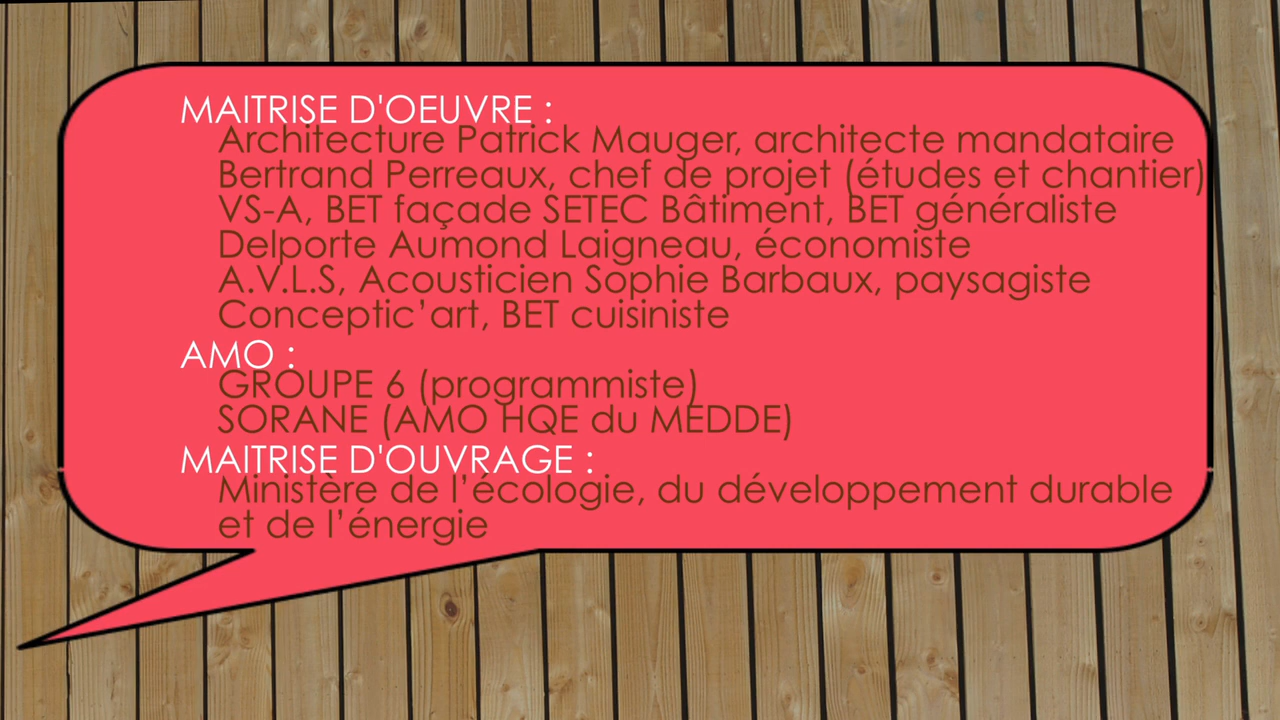 MAITRISE D'OEUVRE :
Architecture Patrick Mauger, architecte mandataire
Bertrand Perreaux, chef de projet (études et chantier)
VS-A, BET façade SETEC Bâtiment, BET généraliste
Delporte Aumond Laigneau, économiste
A.V.L.S, Acousticien Sophie Barbaux, paysagiste
Conceptic’art, BET cuisiniste
AMO :
GROUPE 6 (programmiste)
SORANE (AMO HQE du MEDDE)
MAITRISE D'OUVRAGE :
Ministère de l’écologie, du développement durable
et de l’énergie